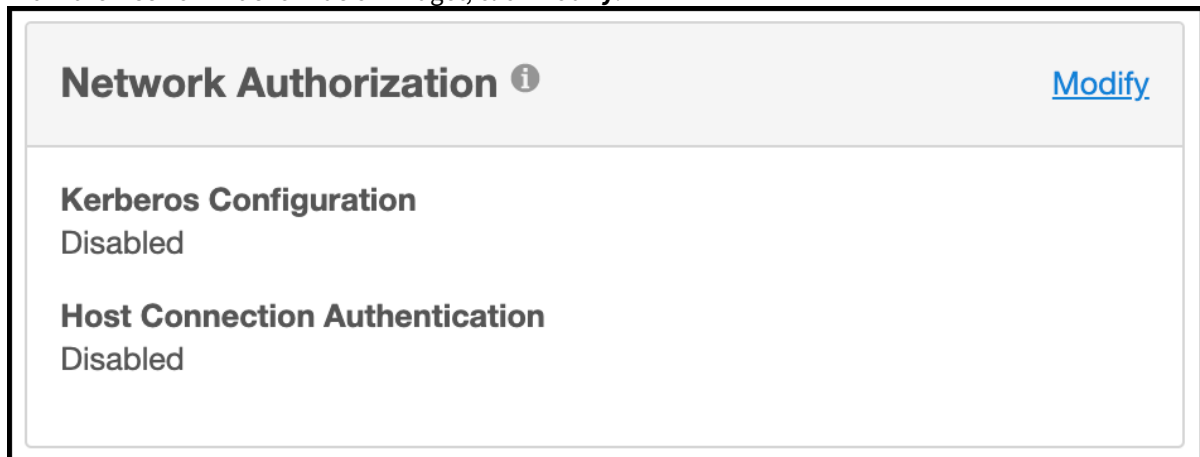 Network Authorization
Modify
Kerberos Configuration
Disabled
Host Connection Authentication
Disabled